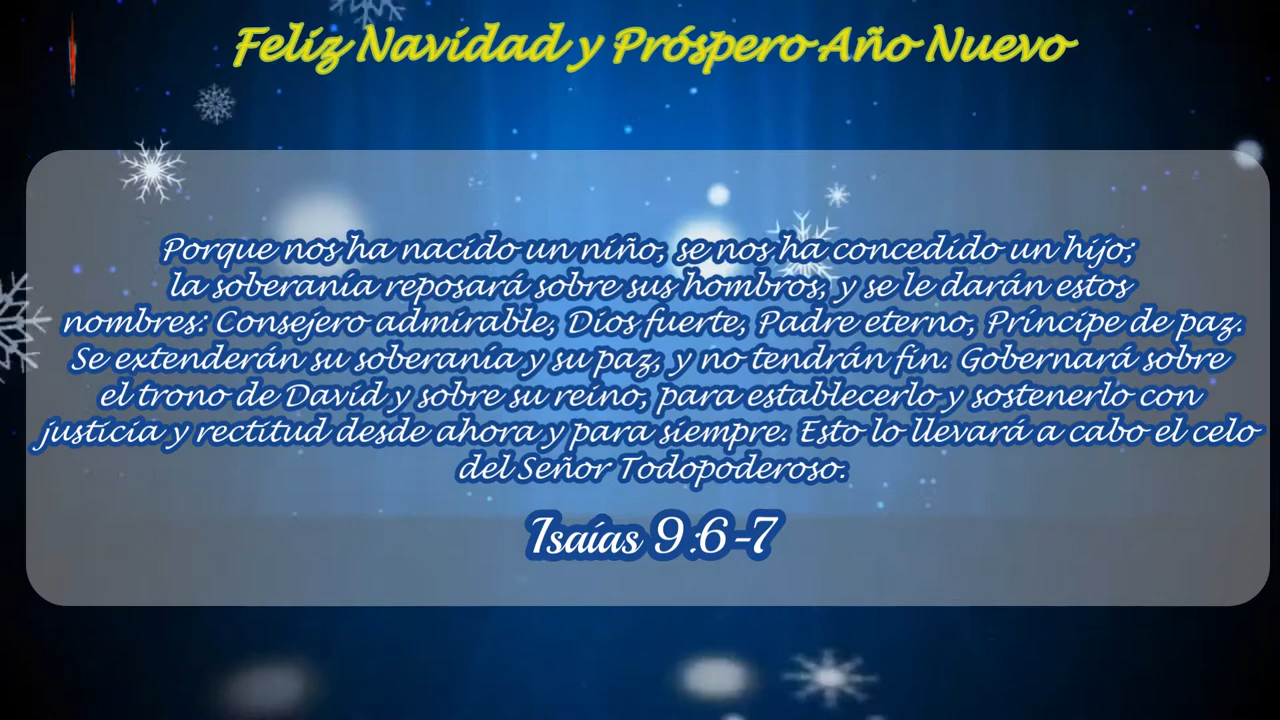 Feliz Navidad y Próspero Año Nuevo
Porque nos ha nacido un niño, se nos ha concedido un hijo;
la soberanía reposará sobre sus hombros, y se le darán estos
nombres: Consejero admirable, Dios fuerte, Padre eterno, Príncipe de paz.
Se extenderán su soberanía y su paz, y no tendrán fin. Gobernará sobre
el trono de David y sobre su reino, para establecerlo y sostenerlo con
justicia y rectitud desde ahora y para siempre. Esto lo llevará a cabo el celo
del Señor Todopoderoso.
Isaías 9:6-7